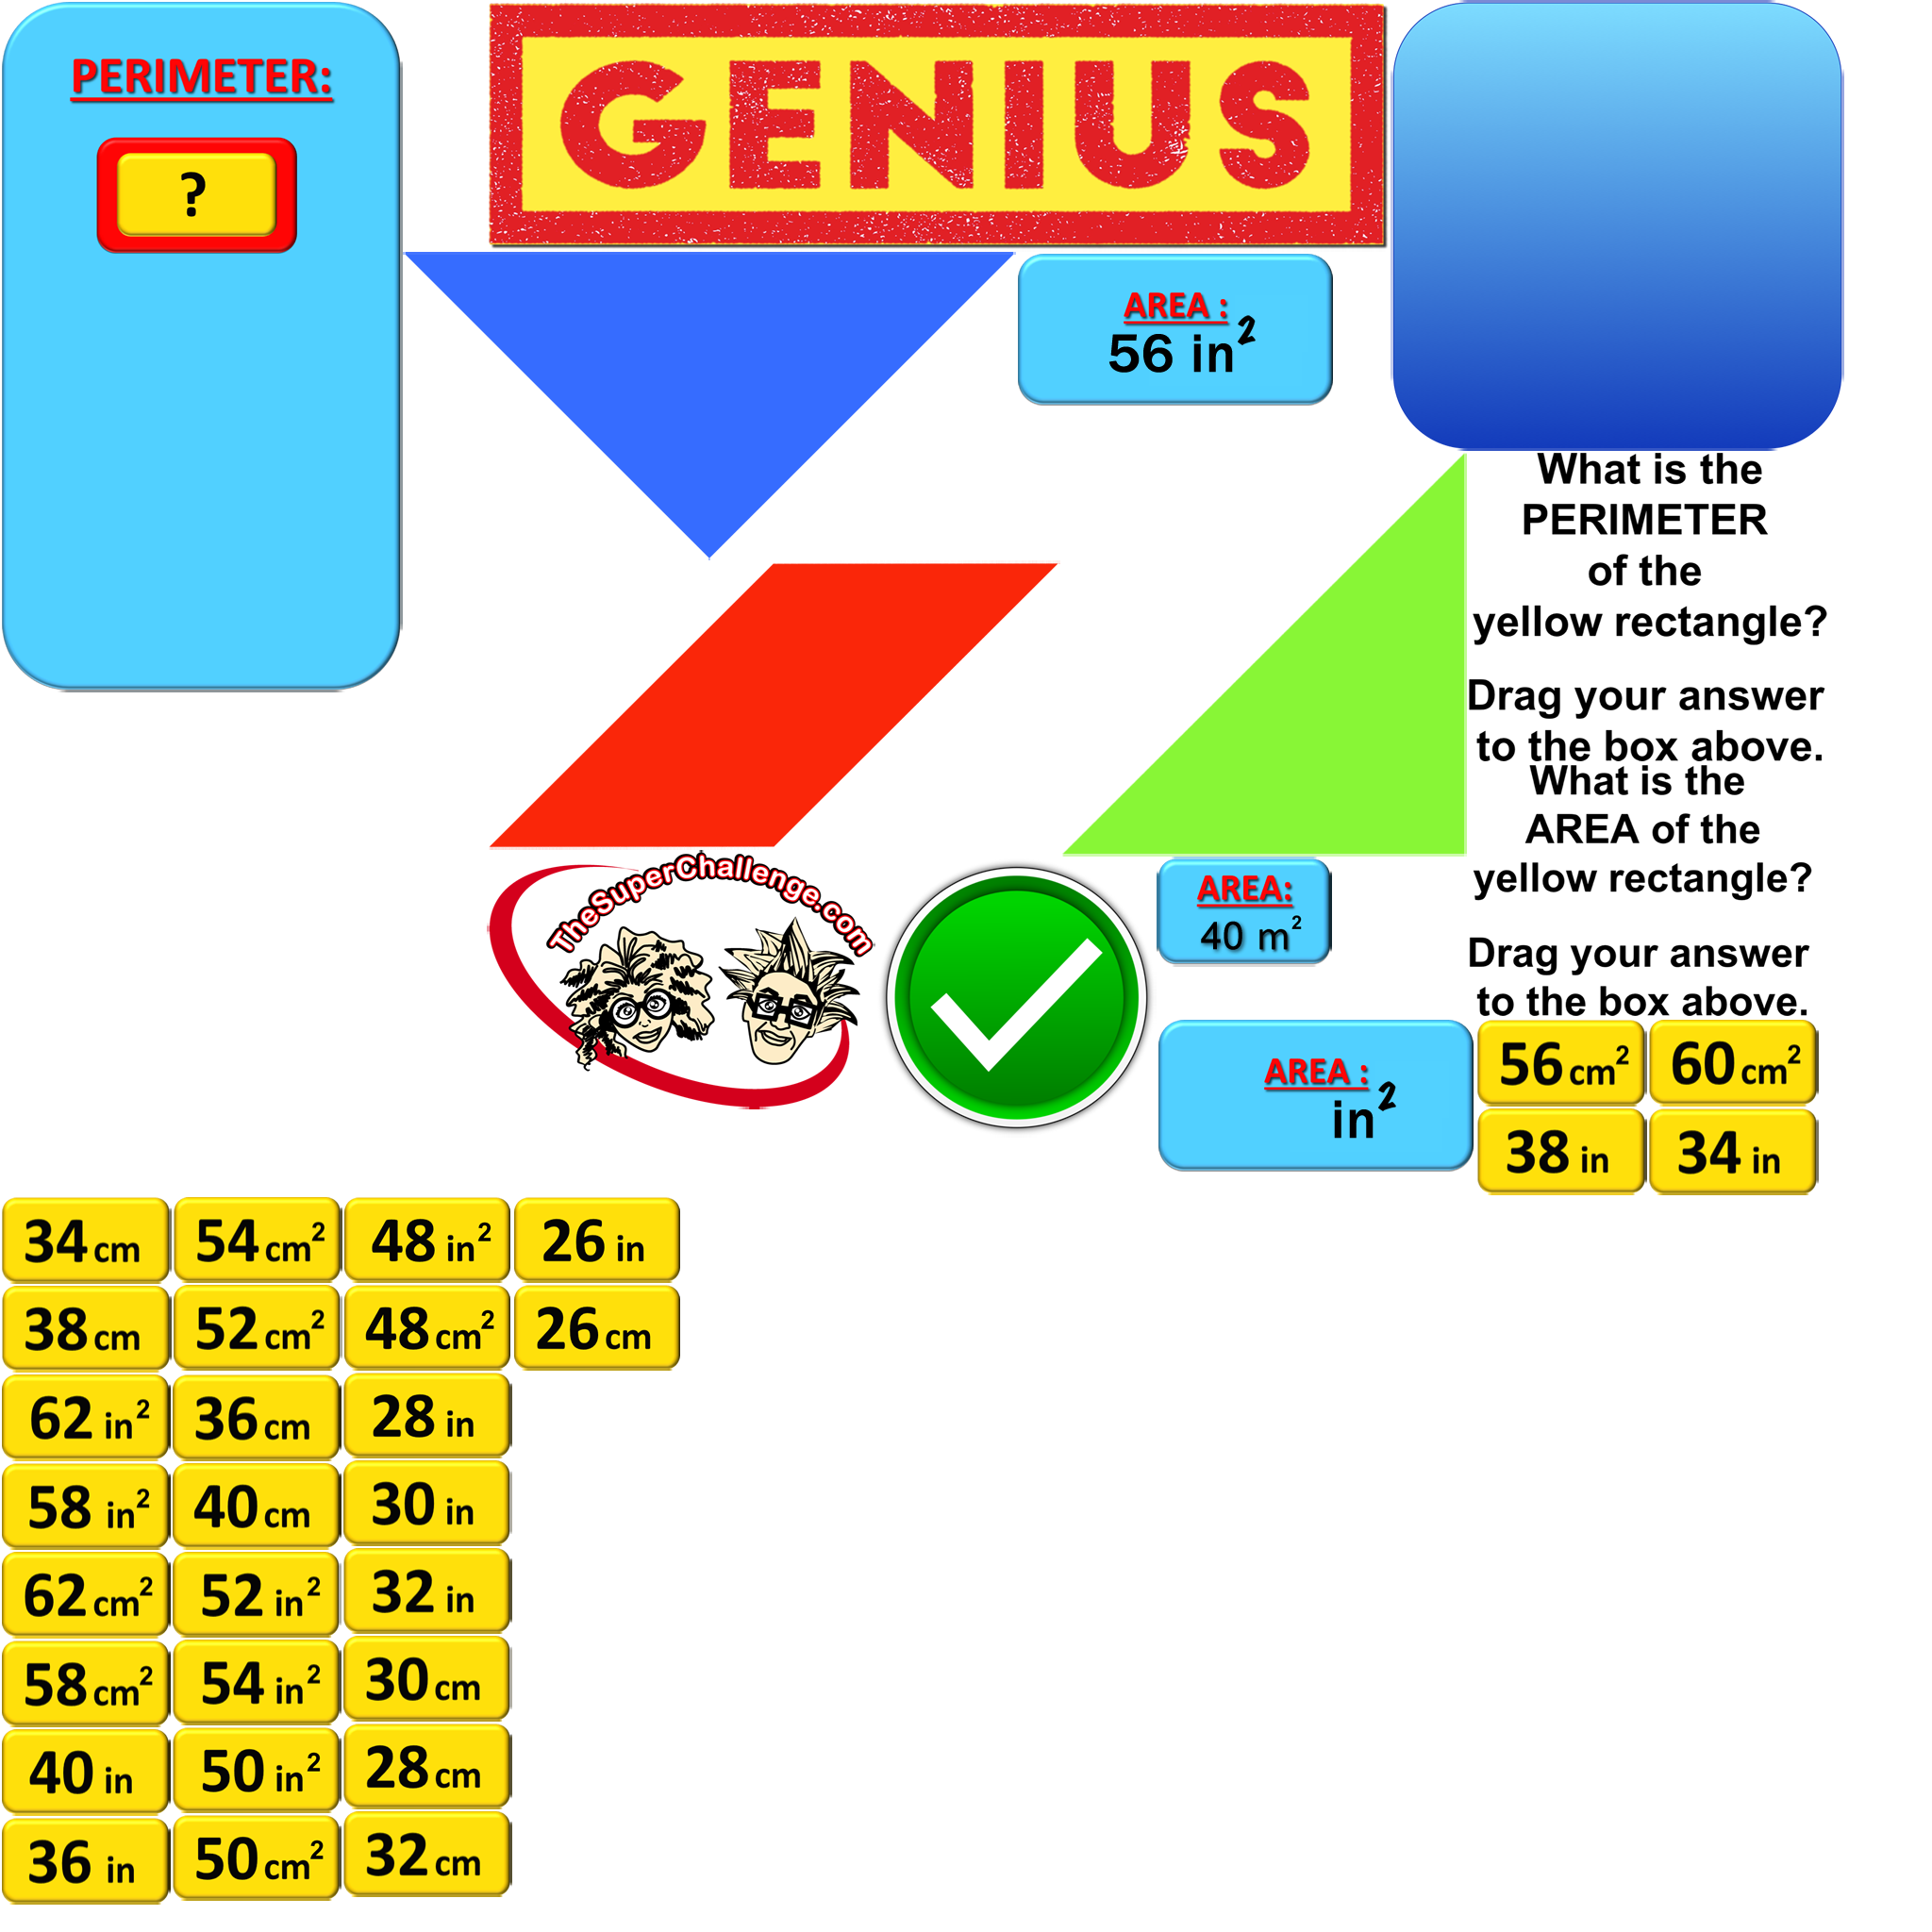 PERIMETER:
?
GENIUS
AREA :
56 in²
What is the
PERIMETER
of the
yellow rectangle?
Drag your answer
to the box above.
What is the
AREA of the
yellow rectangle?
Drag your answer
to the box above.
TheSuperChallenge.com
AREA:
40 m²
AREA :
in²
56 cm²
60 cm²
38 in
34 in
34 cm
54 cm²
48 in²
26 in
38 cm
52 cm²
48 cm²
26 cm
62 in²
36 cm
28 in
58 in²
40 cm
30 in
62 cm²
52 in²
32 in
58 cm²
54 in²
30 cm
40 in
50 in²
28 cm
36 in
50 cm²
32 cm